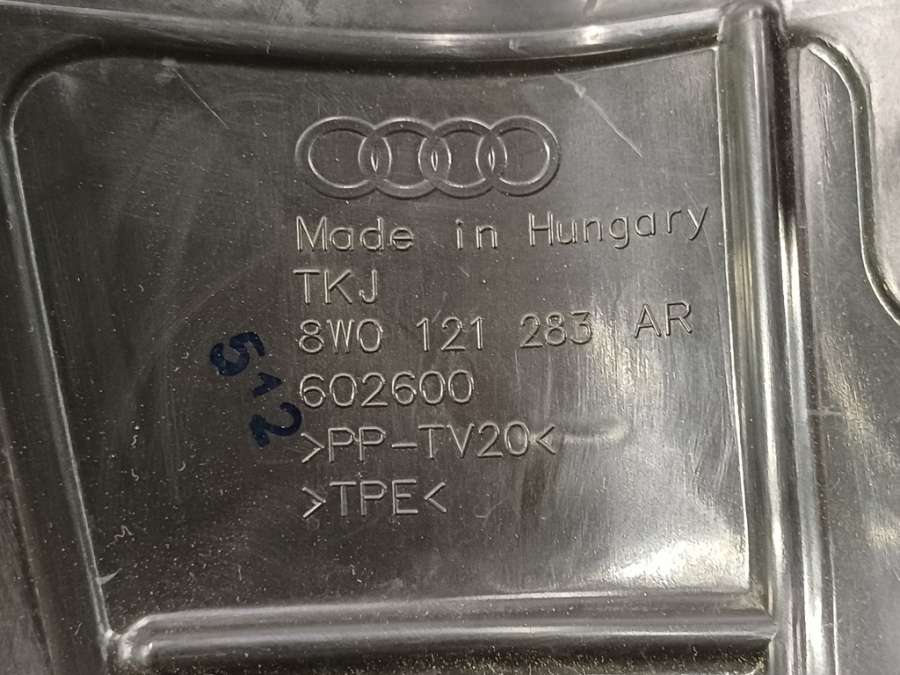 Made in Hungary
TKJ
8W0 121 283 AR
602600
>PP-TV20<
>TPE<
512